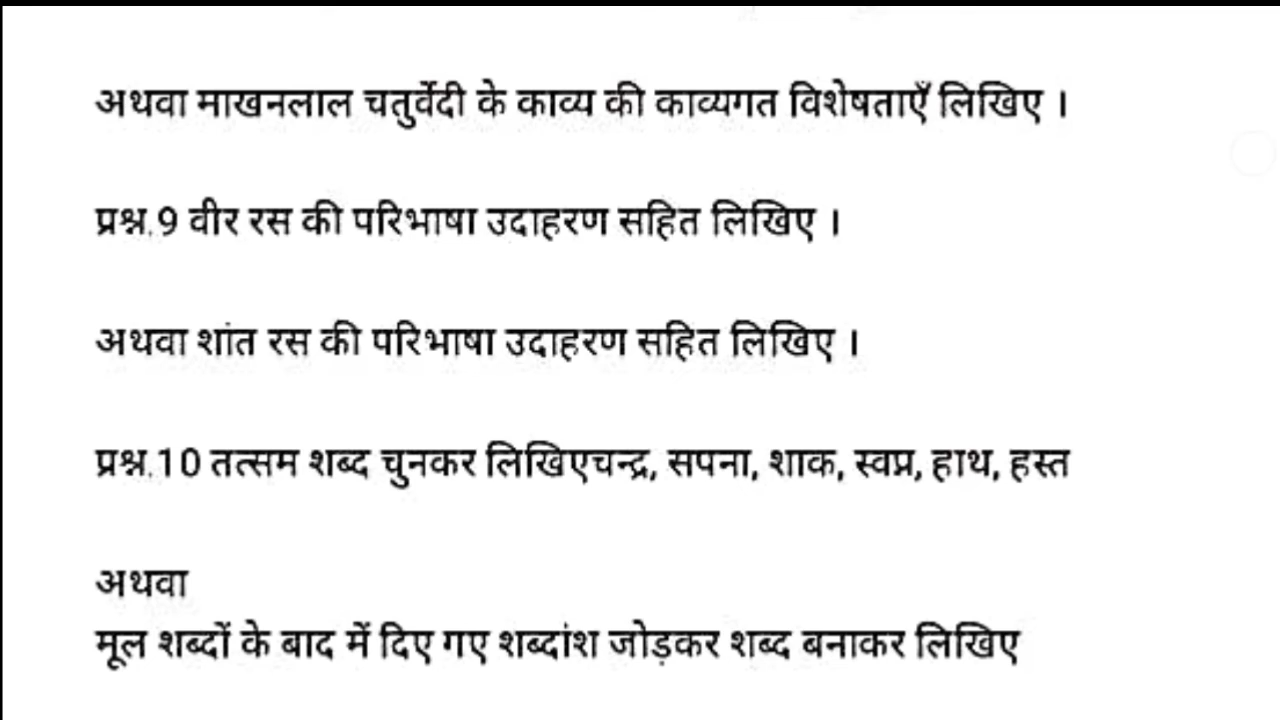 अथवा माखनलाल चतुर्वेदी के काव्य की काव्यगत विशेषताएँ लिखिए ।
प्रश्न.9 वीर रस की परिभाषा उदाहरण सहित लिखिए ।
अथवा शांत रस की परिभाषा उदाहरण सहित लिखिए ।
प्रश्न.10 तत्सम शब्द चुनकर लिखिएचन्द्र, सपना, शाक, स्वप्न, हाथ, हस्त
अथवा
मूल शब्दों के बाद में दिए गए शब्दांश जोड़कर शब्द बनाकर लिखिए